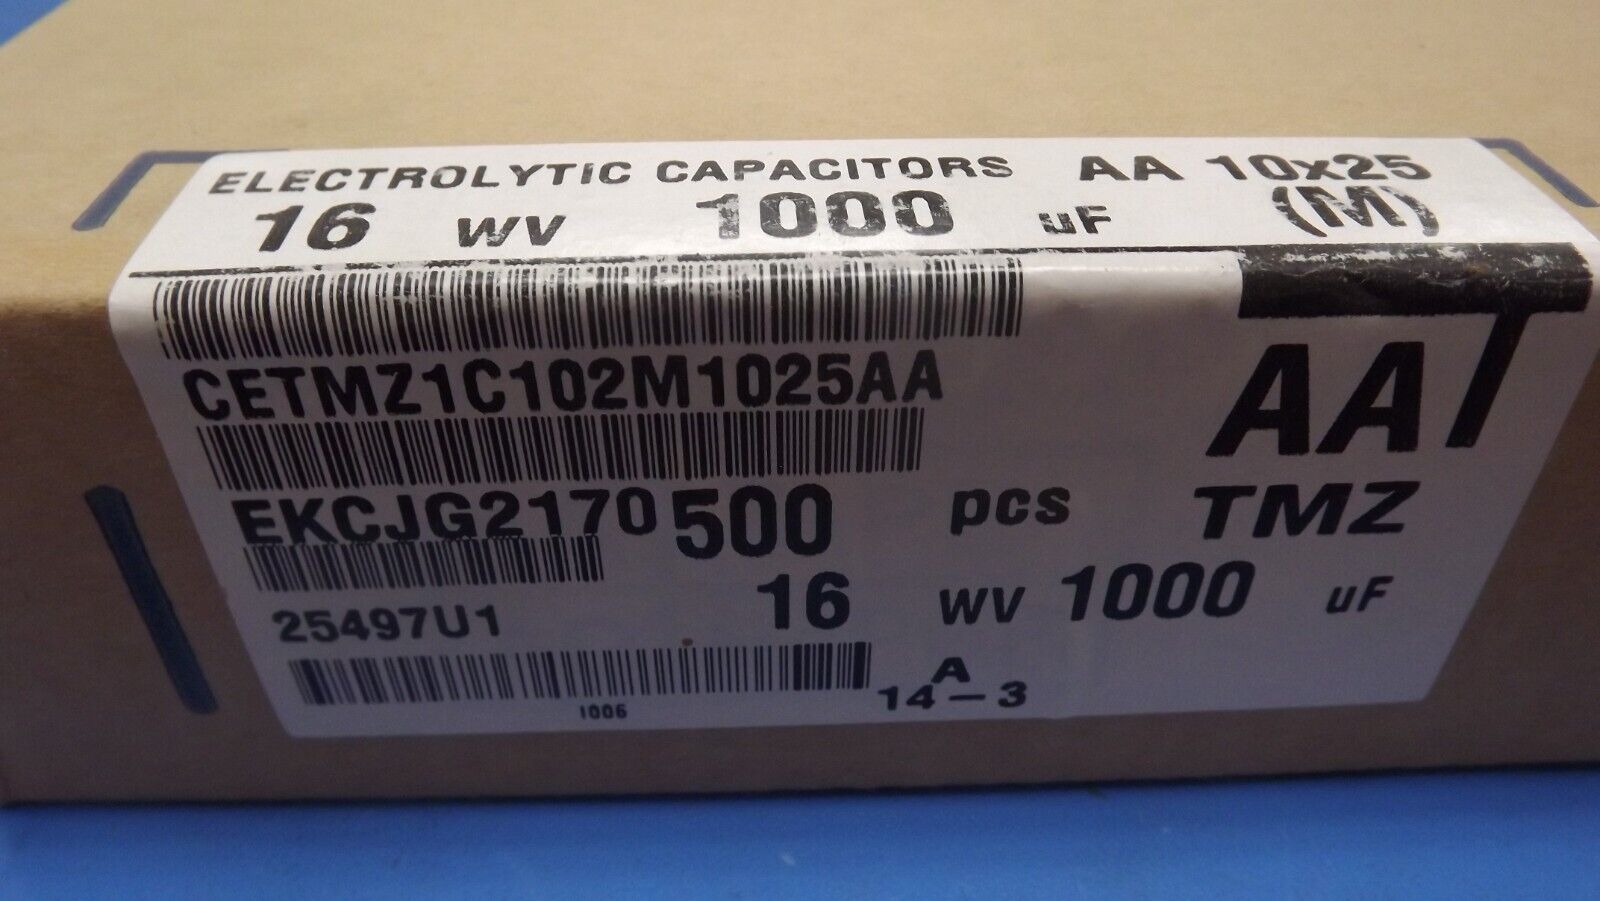 ELECTROLYTIC CAPACITORS AA 10x25
16 WV 1000 uF (M)
CETMZ1C102M1025AA
AA
EKCJG2170 500 pcs TMZ
25497U1 16 WV 1000 uF
A
14-3
1006